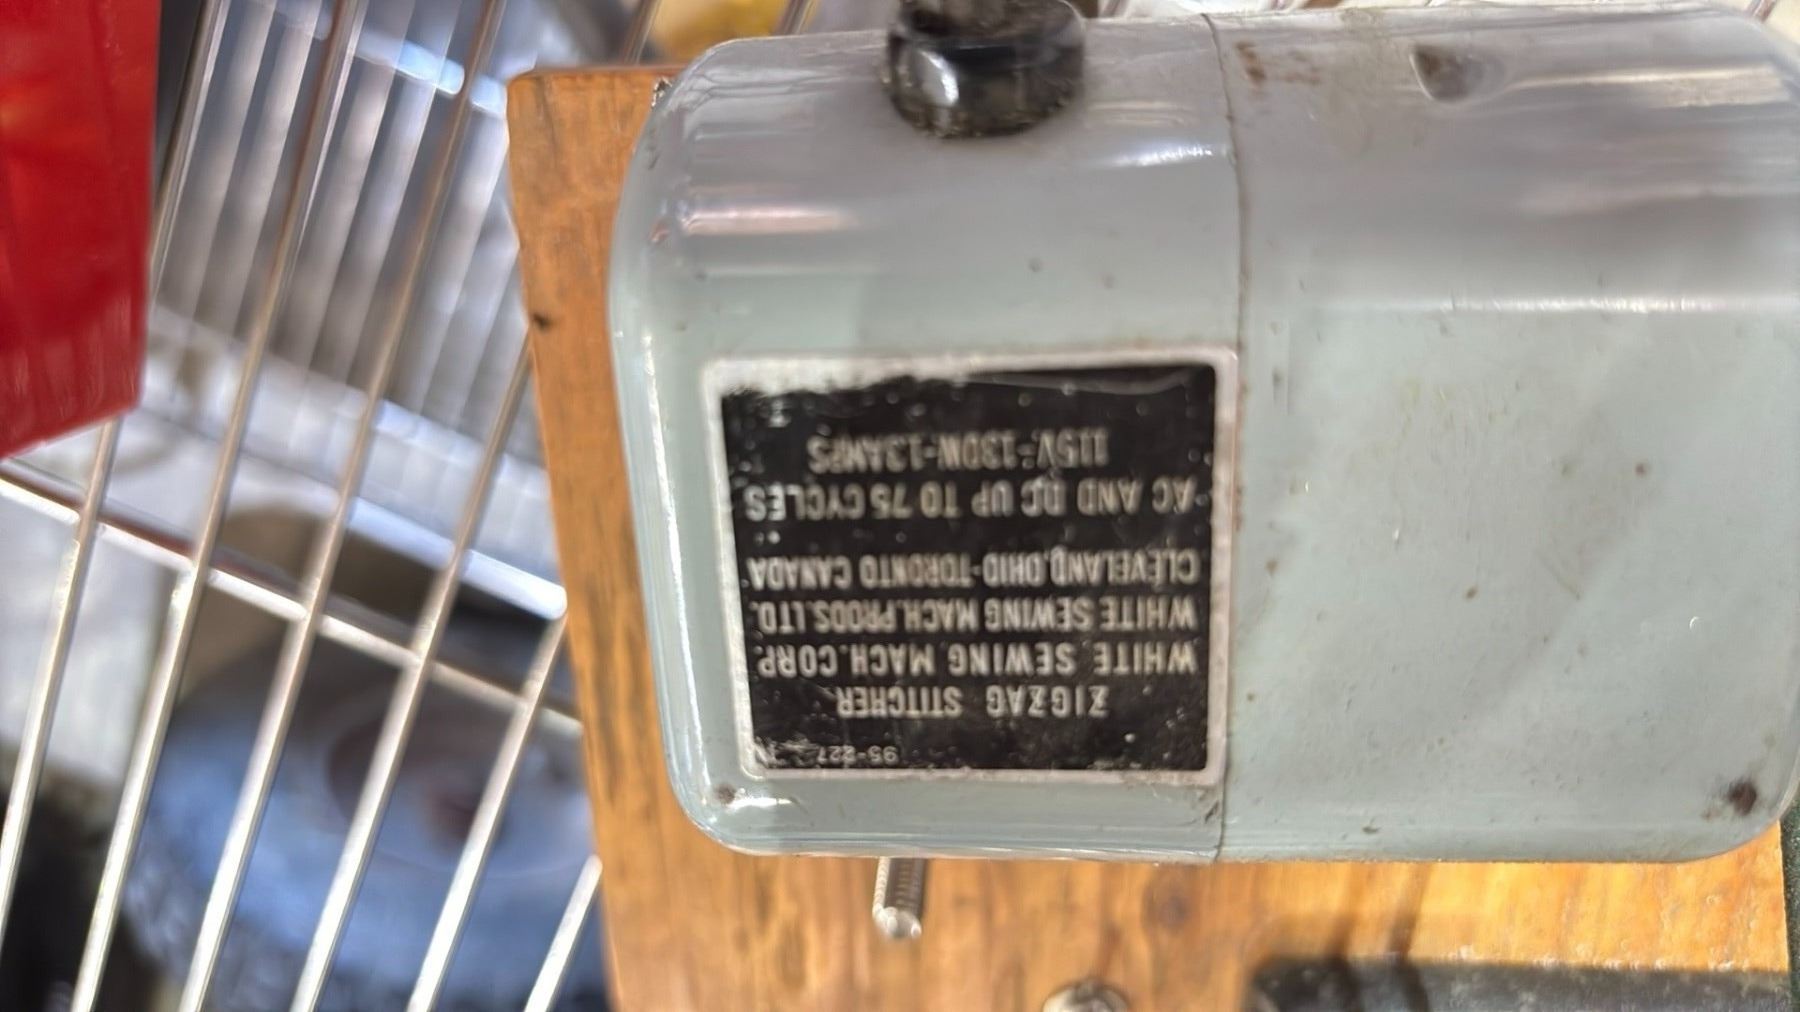 95-227
ZIGZAG STITCHER
WHITE SEWING MACH. CORP.
WHITE SEWING MACH. PRODS. LTD.
CLEVELAND, OHIO-TORONTO CANADA
AC AND DC UP TO 75 CYCLES
115V.-130W.-1.3AMPS